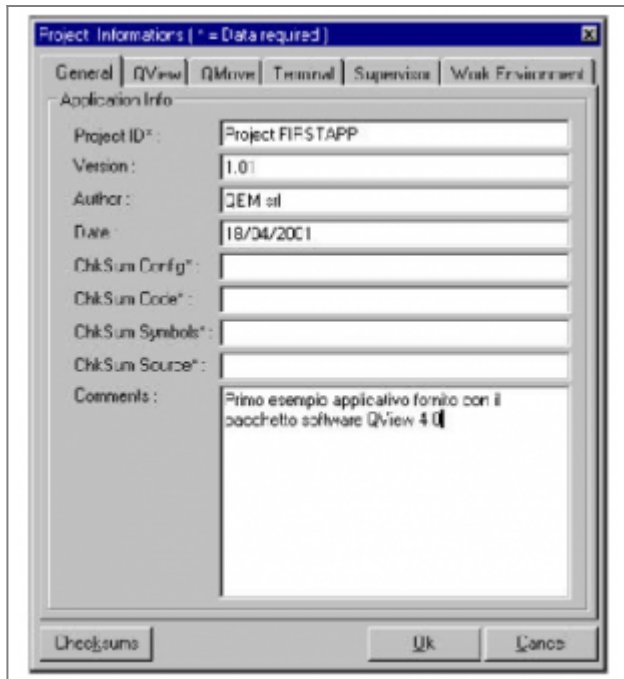 Project Informations ( * = Data required )
General QView QMove Terminal Supervisor Work Environment
Application Info
Project ID* : Project FIRSTAPP
Version : 1.01
Author : QEM srl
Date : 18/04/2001
ChkSum Config* :
ChkSum Code* :
ChkSum Symbols* :
ChkSum Source* :
Comments : Primo esempio applicativo fornito con il
pacchetto software QView 4.0
Checksums Ok Cancel